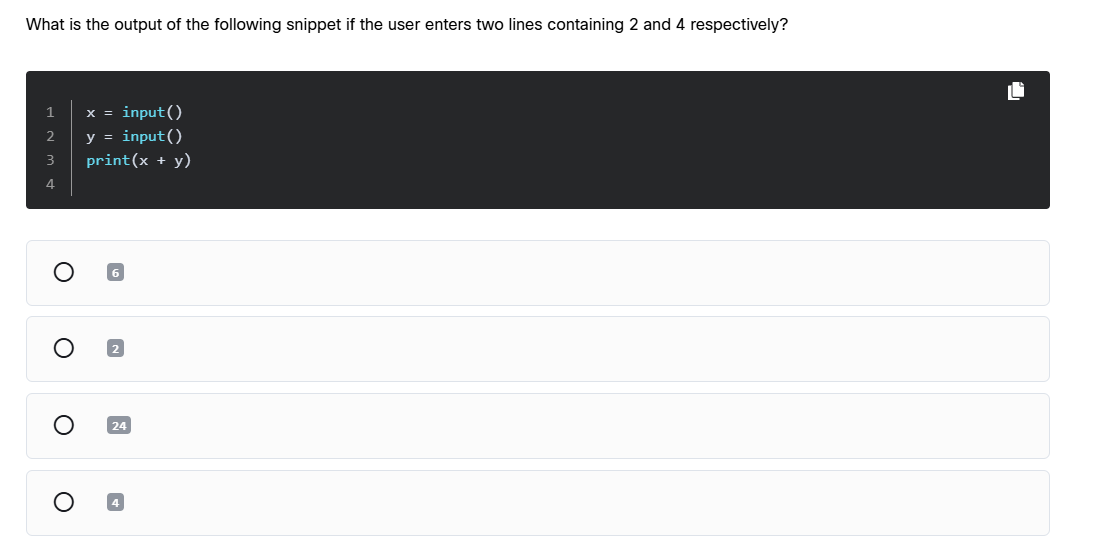 What is the output of the following snippet if the user enters two lines containing 2 and 4 respectively?
1 x = input()
2 y = input()
3 print(x + y)
4
6
2
24
4